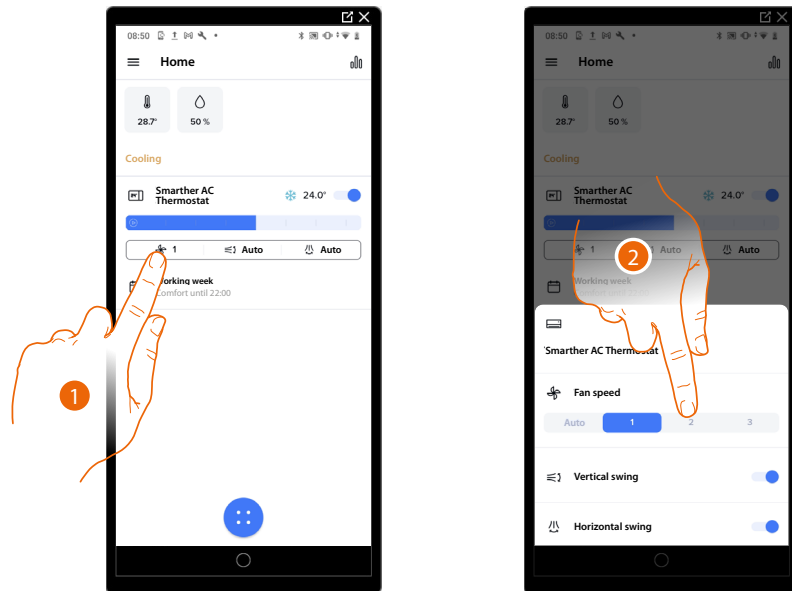 08:50
Home
28.7°
50 %
Cooling
Smarther AC
Thermostat
24.0°
1
Auto
Auto
Working week
Comfort until 22:00
1
08:50
Home
28.7°
50 %
Cooling
Smarther AC
Thermostat
24.0°
1
Auto
Auto
Working week
2
Smarther AC Thermostat
Fan speed
Auto 1 2 3
Vertical swing
Horizontal swing